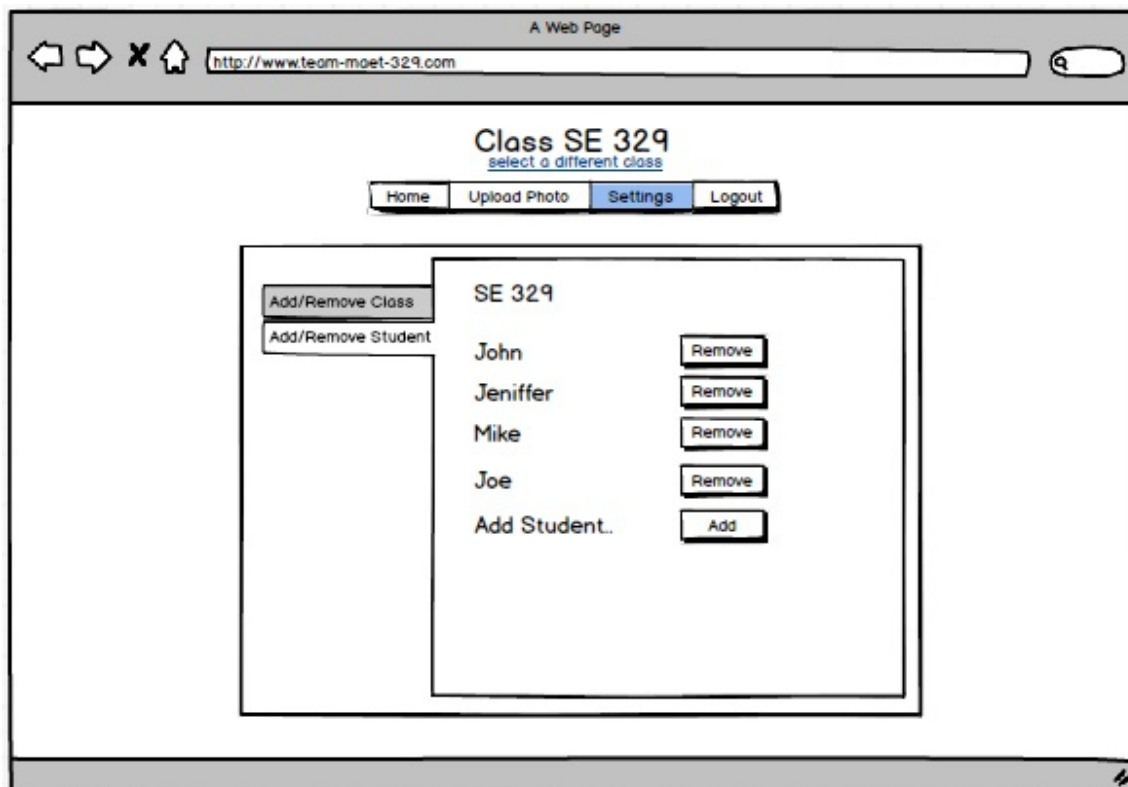 A Web Page
http://www.team-maet-329.com
Class SE 329
select a different class
Home Upload Photo Settings Logout
Add/Remove Class
Add/Remove Student
SE 329
John Remove
Jeniffer Remove
Mike Remove
Joe Remove
Add Student.. Add